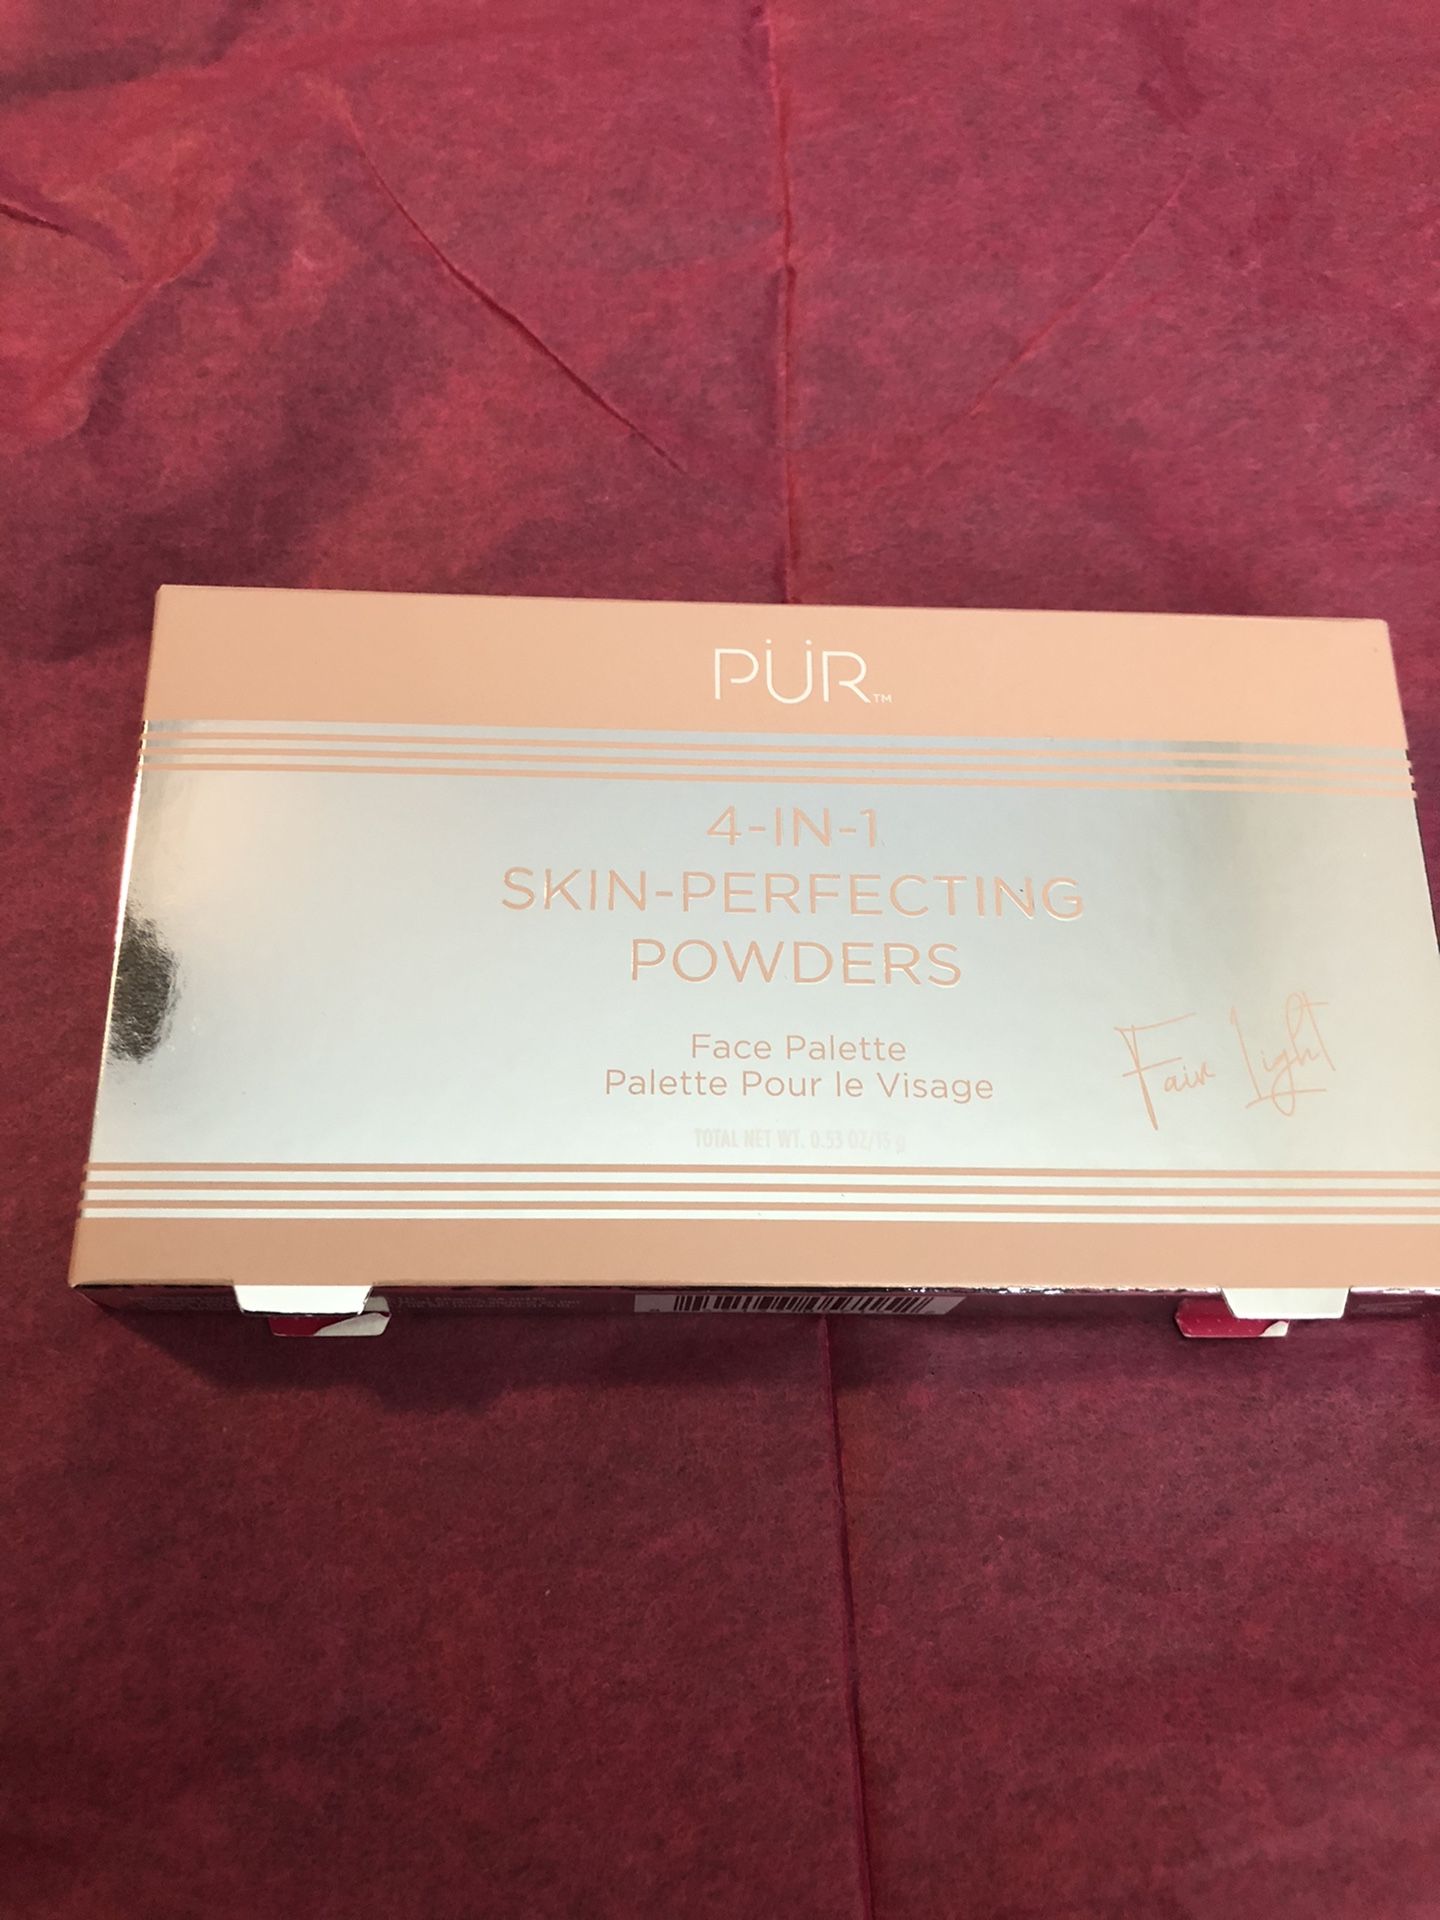 PÜR™
4-IN-1
SKIN-PERFECTING
POWDERS
Face Palette
Palette Pour le Visage
Fair Light
TOTAL NET WT. 0.53 OZ/15 g